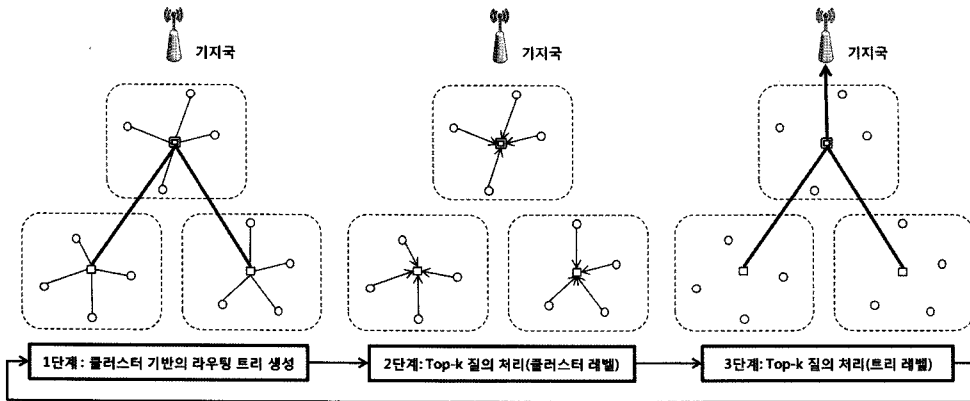 기지국
기지국
기지국
1단계 : 클러스터 기반의 라우팅 트리 생성
2단계: Top-k 질의 처리(클러스터 레벨)
3단계: Top-k 질의 처리(트리 레벨)